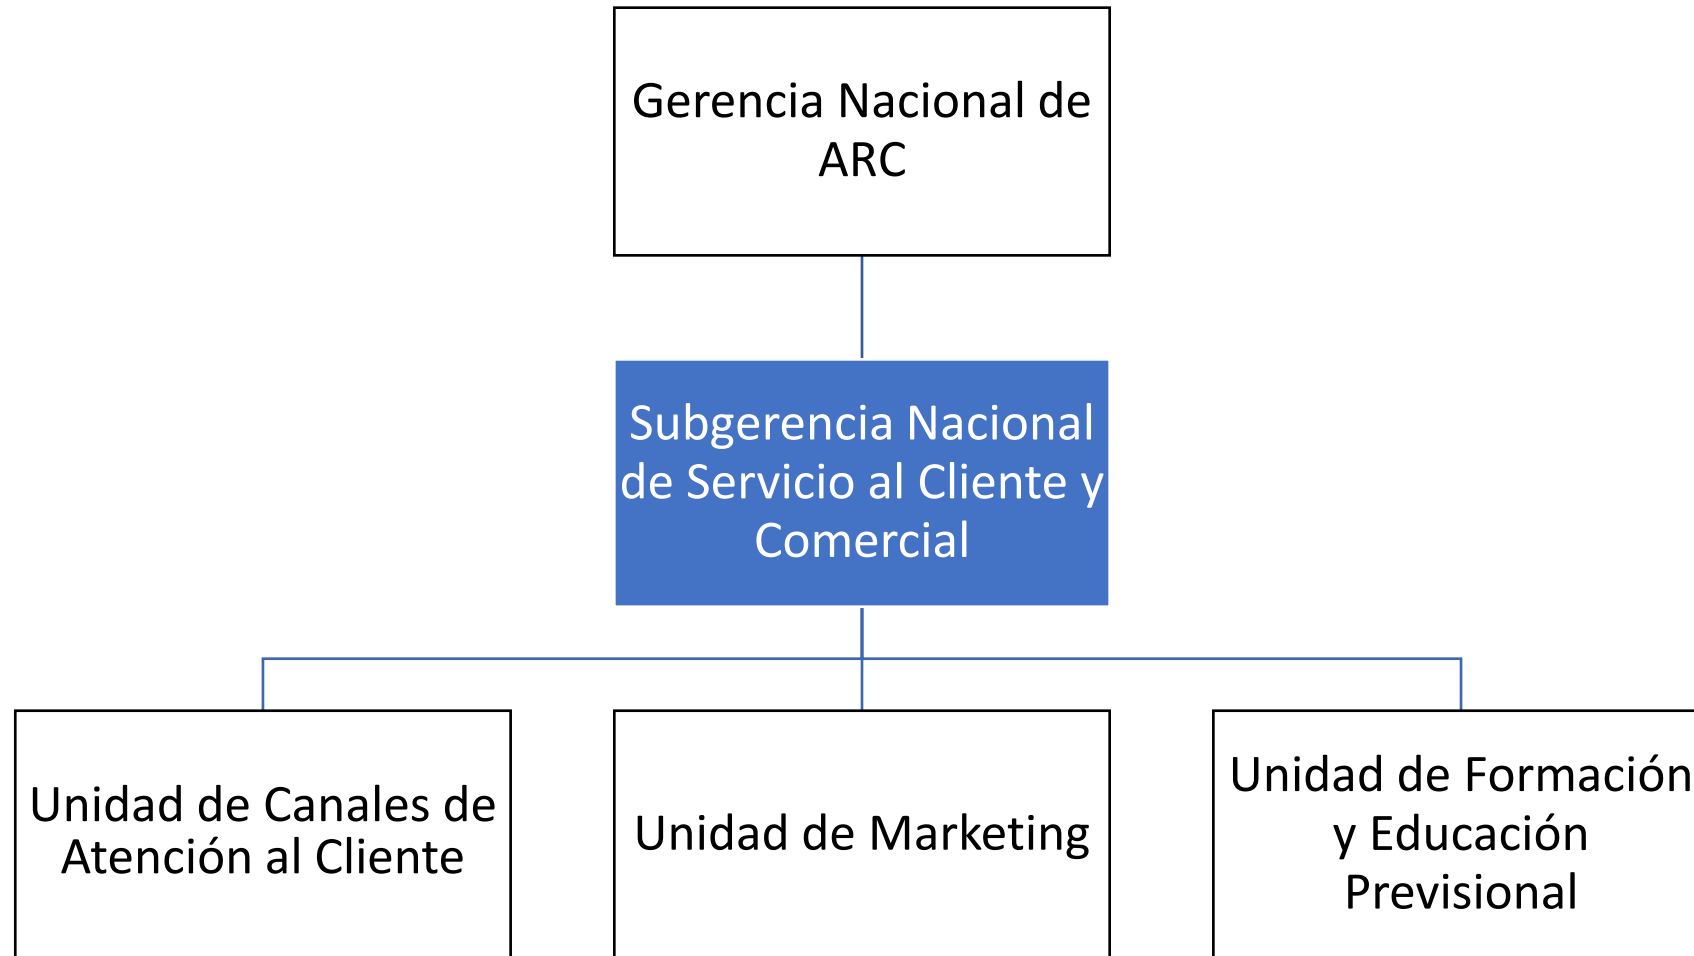 Gerencia Nacional de
ARC
Subgerencia Nacional
de Servicio al Cliente y
Comercial
Unidad de Canales de
Atención al Cliente
Unidad de Marketing
Unidad de Formación
y Educación
Previsional